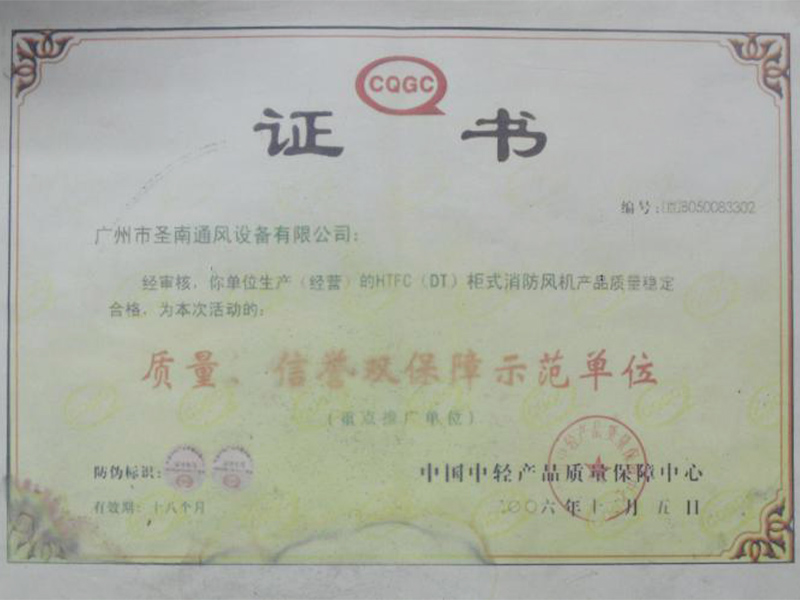 CQGC
证 书
编号:(京)B050083302
广州市圣南通风设备有限公司:
经审核, 你单位生产(经营)的HTFC(DT)柜式消防风机产品质量稳定
合格, 为本次活动的:
质量、信誉双保障示范单位
(重点推广单位)
防伪标识:
中国中轻产品质量保障中心
有效期: 十八个月
二〇〇六年十二月五日